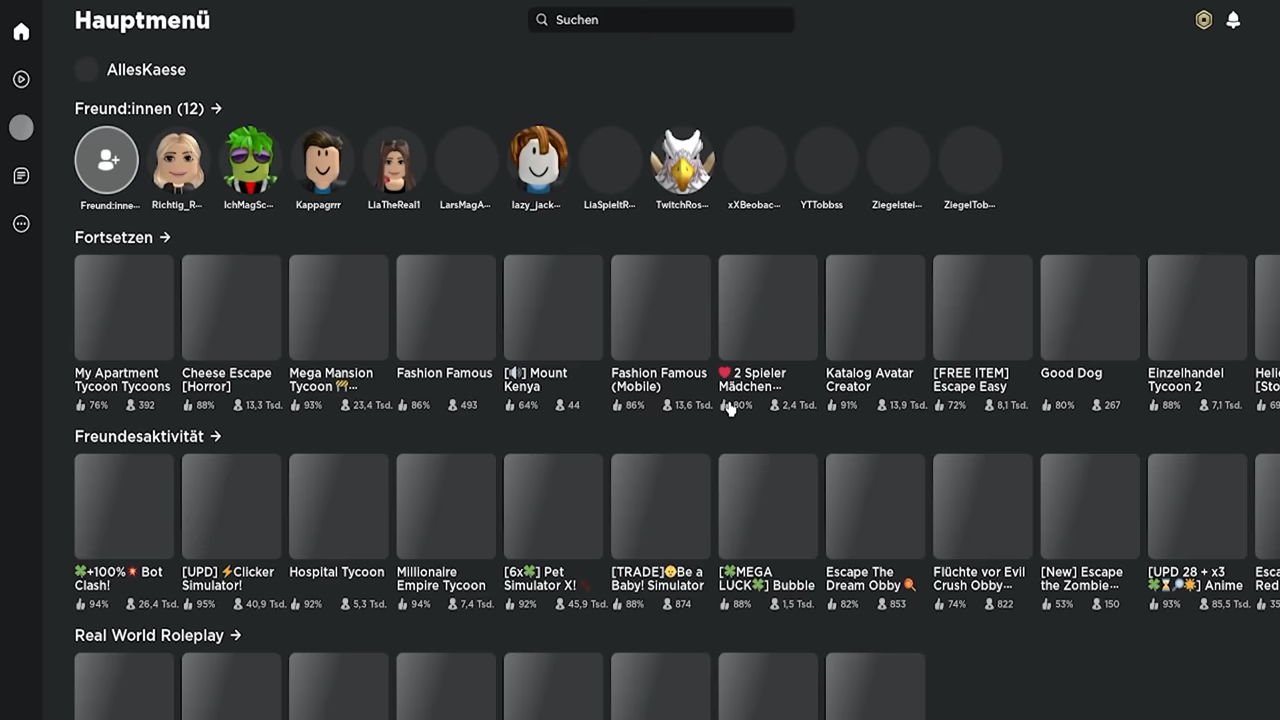 Hauptmenü
Suchen
AllesKaese
Freund:innen (12) →
Freund:inne...
Richtig_R...
IchMagSc...
Kappagrrr
LiaTheReal1
LarsMagA...
lazy_jack...
LiaSpieltR...
TwitchRos...
xXBeobac...
YTTobbss
Ziegelstei...
ZiegelTob...
Fortsetzen →
My Apartment
Tycoon Tycoons
76% 392
Cheese Escape
[Horror]
88% 13,3 Tsd.
Mega Mansion
Tycoon 🚧...
93% 23,4 Tsd.
Fashion Famous
86% 493
[🔊] Mount
Kenya
64% 44
Fashion Famous
(Mobile)
86% 13,6 Tsd.
❤️ 2 Spieler
Mädchen...
80% 2,4 Tsd.
Katalog Avatar
Creator
91% 13,9 Tsd.
[FREE ITEM]
Escape Easy
72% 8,1 Tsd.
Good Dog
80% 267
Einzelhandel
Tycoon 2
88% 7,1 Tsd.
Heli
[Sto
69
Freundesaktivität →
🍀+100%💥 Bot
Clash!
94% 26,4 Tsd.
[UPD] ⚡Clicker
Simulator!
95% 40,9 Tsd.
Hospital Tycoon
92% 5,3 Tsd.
Millionaire
Empire Tycoon
94% 7,4 Tsd.
[6x🍀] Pet
Simulator X!
92% 45,9 Tsd.
[TRADE]👶Be a
Baby! Simulator
88% 874
[🍀MEGA
LUCK🍀] Bubble
88% 1,5 Tsd.
Escape The
Dream Obby 🍭
82% 853
Flüchte vor Evil
Crush Obby...
74% 822
[New] Escape
the Zombie...
53% 150
[UPD 28 + x3
🍀⌛🔎☀️] Anime
93% 85,5 Tsd.
Esca
Red
35
Real World Roleplay →